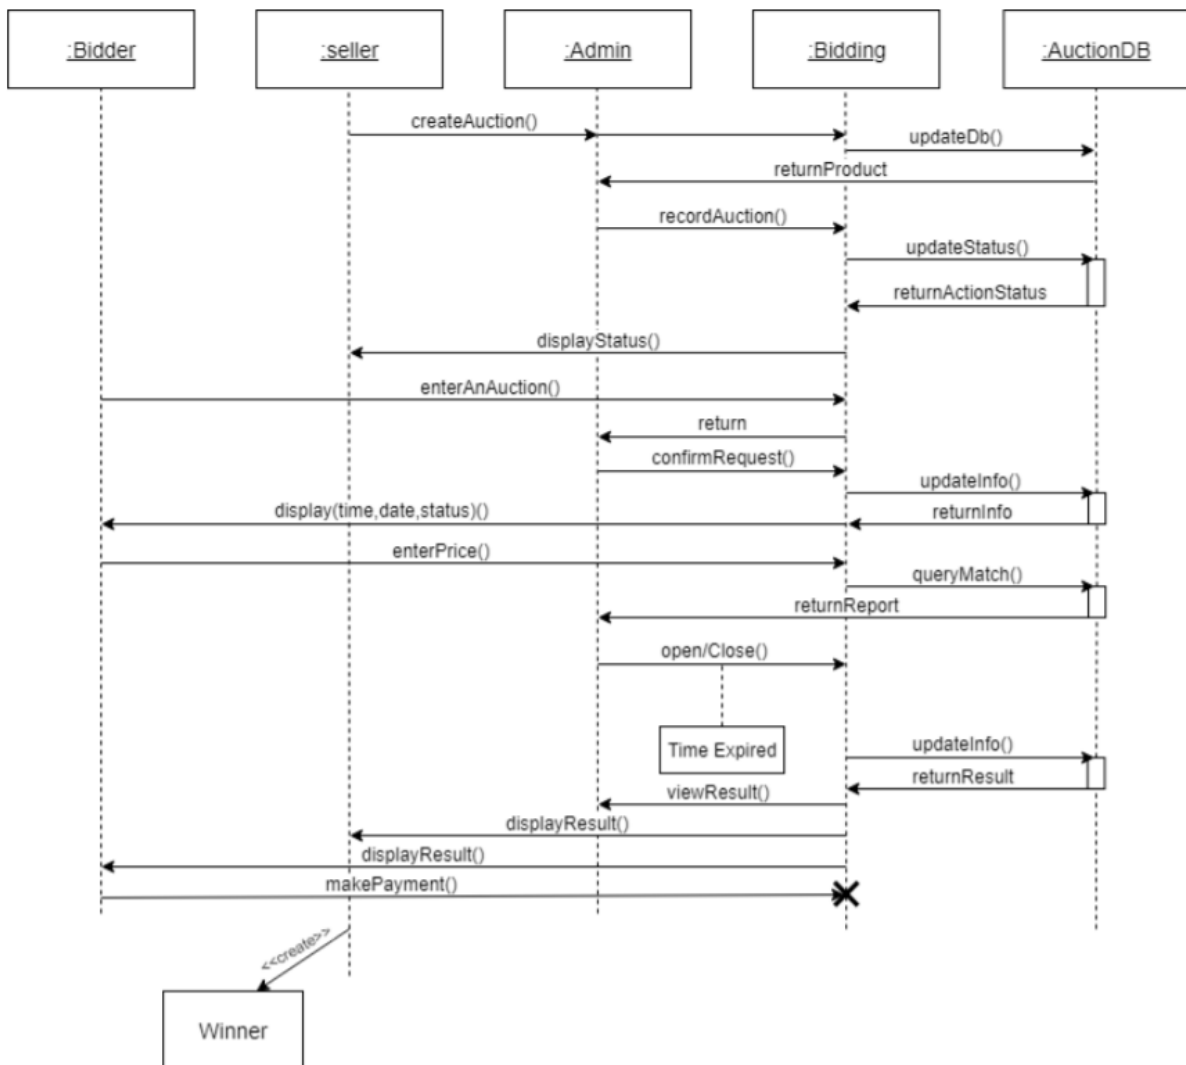 :Bidder
:seller
:Admin
:Bidding
:AuctionDB
createAuction()
updateDb()
returnProduct
recordAuction()
updateStatus()
returnActionStatus
displayStatus()
enterAnAuction()
return
confirmRequest()
updateInfo()
display(time,date,status)()
returnInfo
enterPrice()
queryMatch()
returnReport
open/Close()
Time Expired
updateInfo()
returnResult
viewResult()
displayResult()
displayResult()
makePayment()
<<create>>
Winner